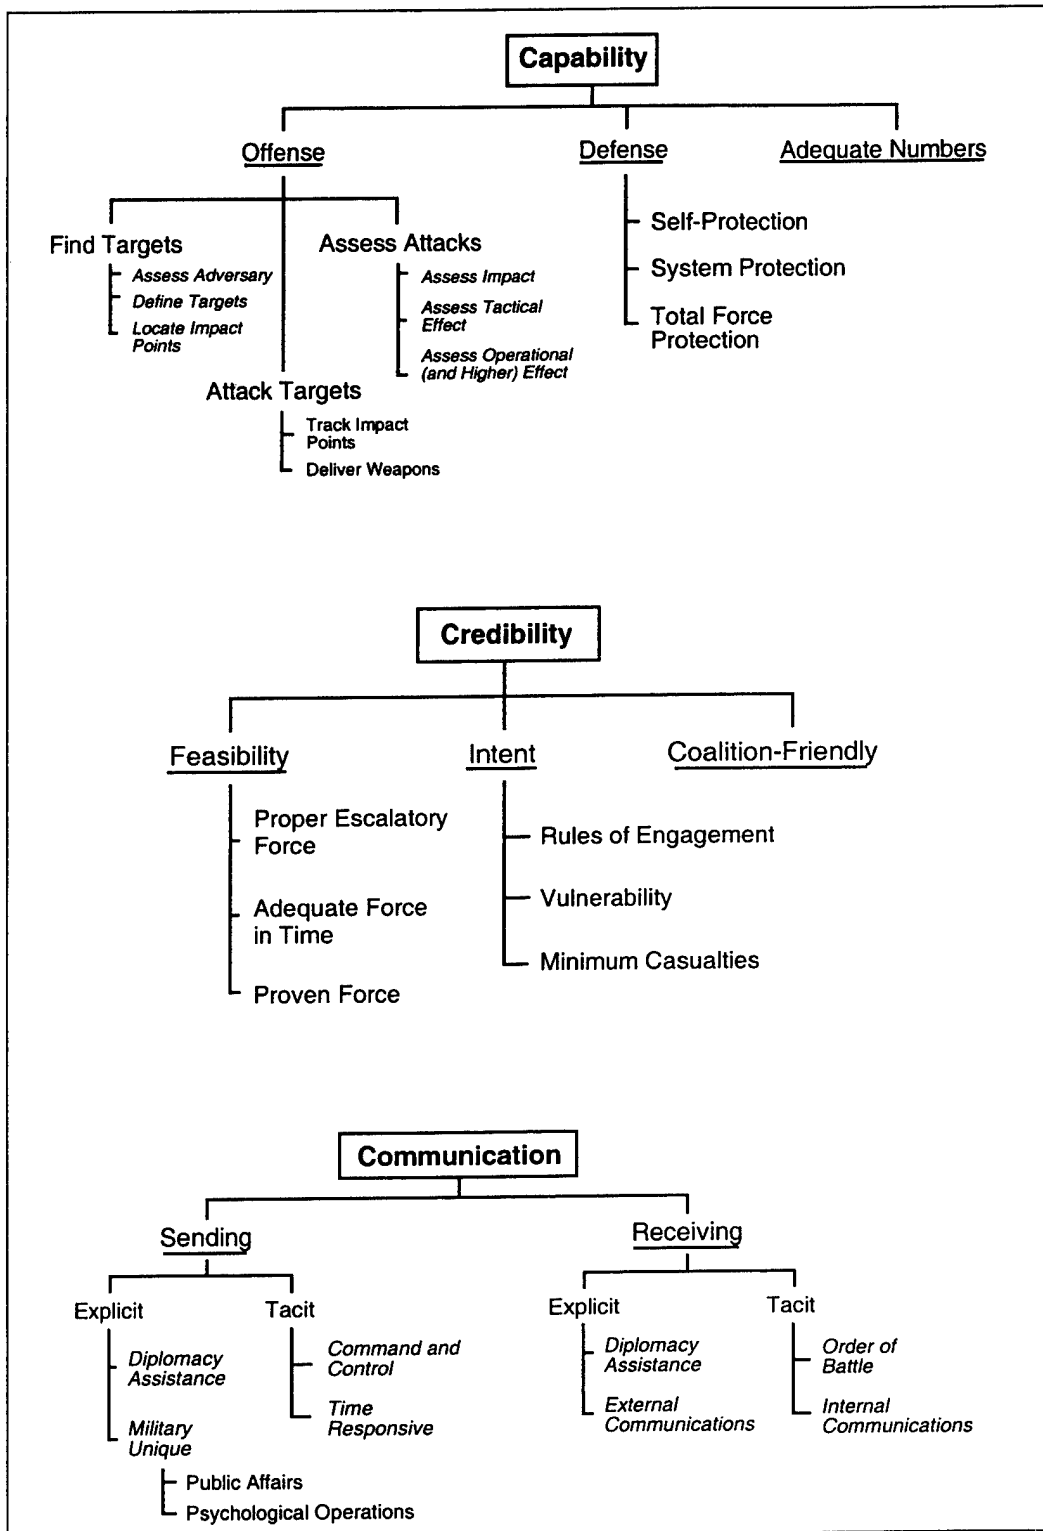 Capability
Offense
Defense
Adequate Numbers
Find Targets
Assess Adversary
Define Targets
Locate Impact
Points
Assess Attacks
Assess Impact
Assess Tactical
Effect
Assess Operational
(and Higher) Effect
Attack Targets
Track Impact
Points
Deliver Weapons
Self-Protection
System Protection
Total Force
Protection
Credibility
Feasibility
Intent
Coalition-Friendly
Proper Escalatory
Force
Adequate Force
in Time
Proven Force
Rules of Engagement
Vulnerability
Minimum Casualties
Communication
Sending
Receiving
Explicit
Diplomacy
Assistance
Military
Unique
Public Affairs
Psychological Operations
Tacit
Command and
Control
Time
Responsive
Explicit
Diplomacy
Assistance
External
Communications
Tacit
Order of
Battle
Internal
Communications